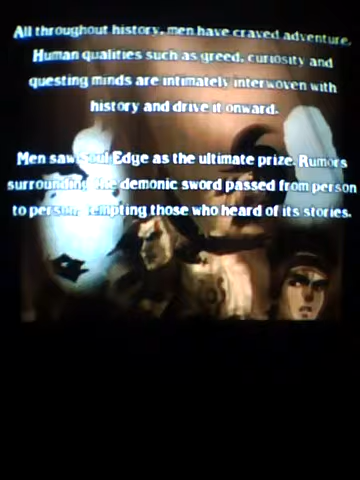 All throughout history, men have craved adventure.
Human qualities such as greed, curiosity and
questing minds are intimately interwoven with
history and drive it onward.
Men saw Soul Edge as the ultimate prize. Rumors
surrounding the demonic sword passed from person
to person, tempting those who heard of its stories.